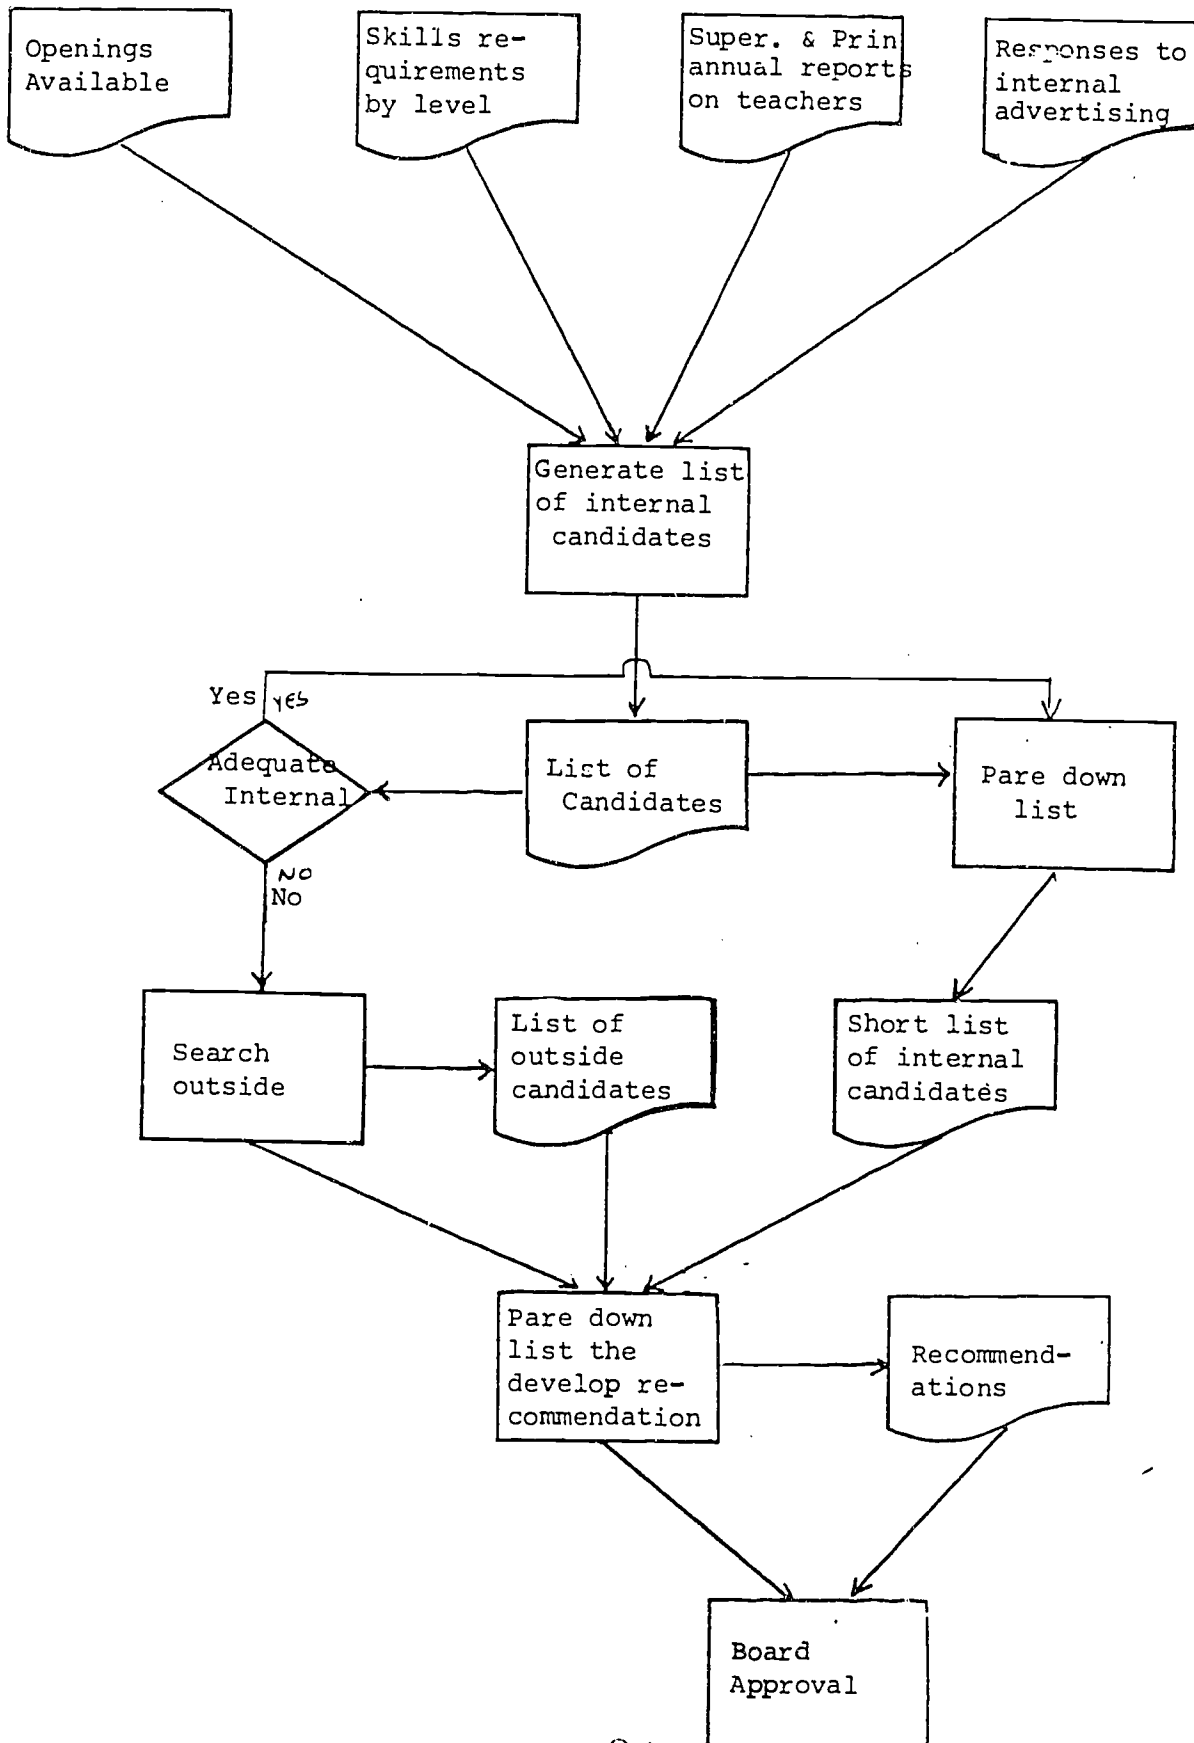 Openings
Available
Skills re-
quirements
by level
Super. & Prin
annual reports
on teachers
Responses to
internal
advertising
Generate list
of internal
candidates
Yes YES
Adequate
Internal
List of
Candidates
Pare down
list
NO
No
Search
outside
List of
outside
candidates
Short list
of internal
candidates
Pare down
list the
develop re-
commendation
Recommend-
ations
Board
Approval